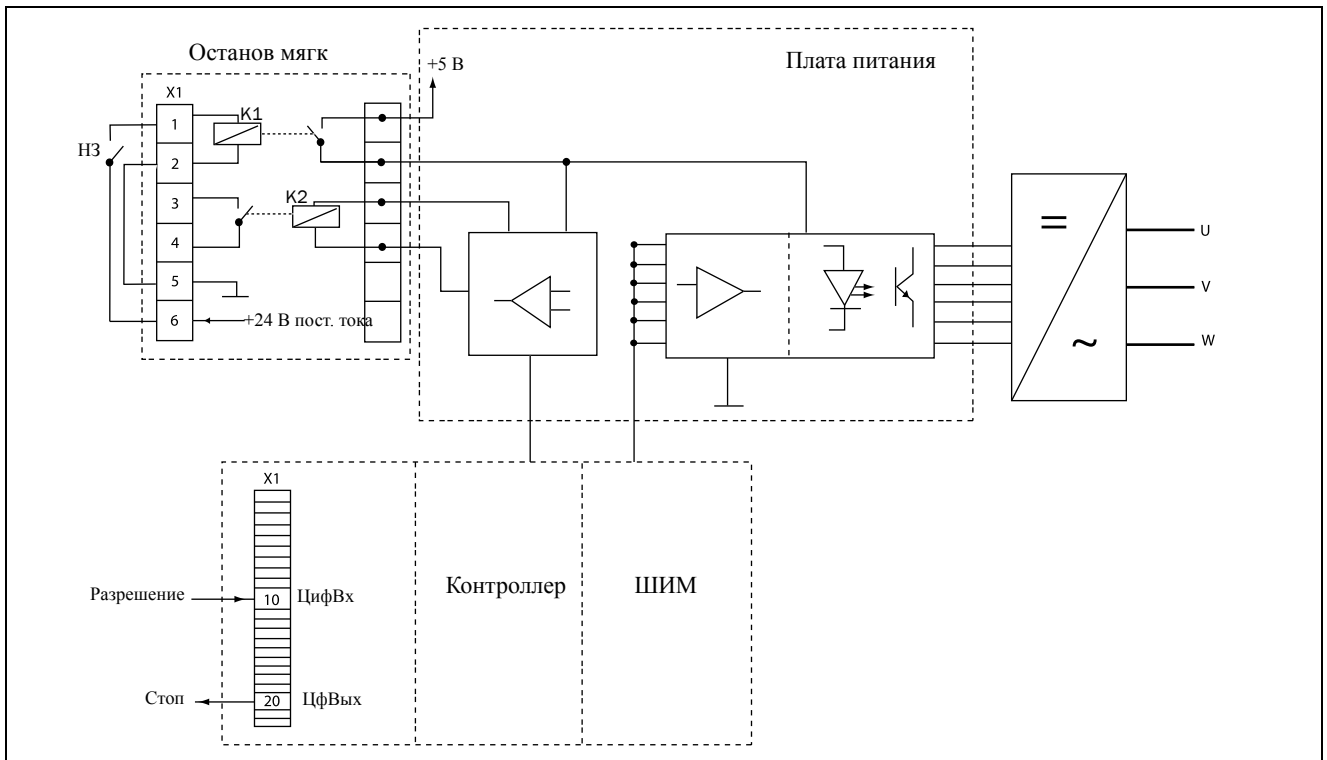 Останов мягк
Плата питания
+5 В
X1
K1
1
НЗ
2
K2
3
4
5
6
+24 В пост. тока
=
~
U
V
W
X1
Контроллер
ШИМ
Разрешение
10
ЦифВх
Стоп
20
ЦфВых